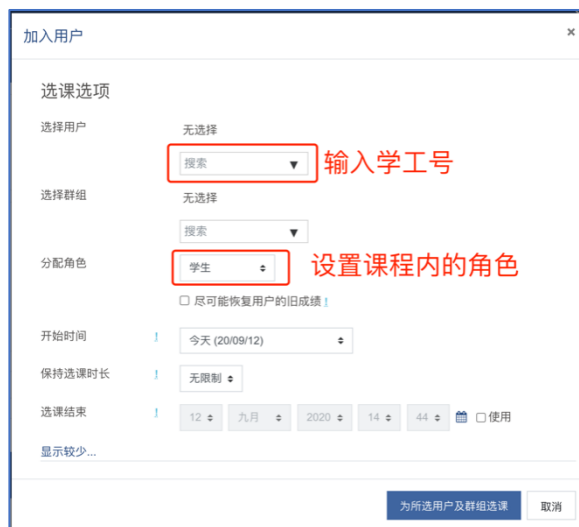 加入用户 ×
选课选项
选择用户 无选择
搜索 ▼ 输入学工号
选择群组 无选择
搜索 ▼
分配角色 学生 设置课程内的角色
尽可能恢复用户的旧成绩 !
开始时间 ! 今天 (20/09/12)
保持选课时长 ! 无限制
选课结束 ! 12 九月 2020 14 44 使用
显示较少...
为所选用户及群组选课 取消